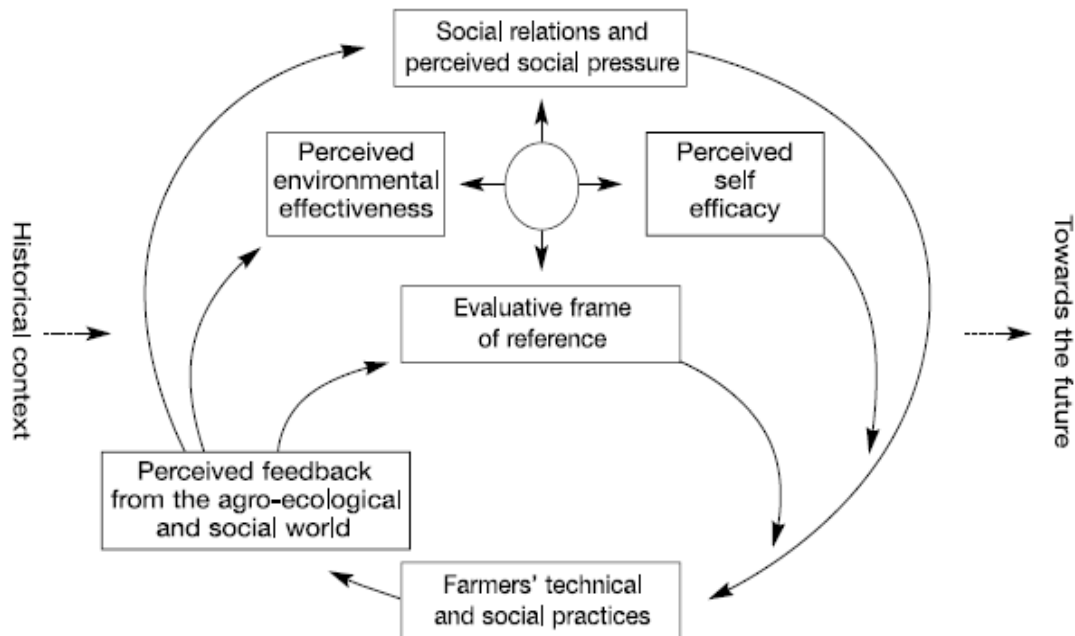 Social relations and
perceived social pressure
Perceived
environmental
effectiveness
Perceived
self
efficacy
Historical context
Towards the future
Evaluative frame
of reference
Perceived feedback
from the agro-ecological
and social world
Farmers' technical
and social practices